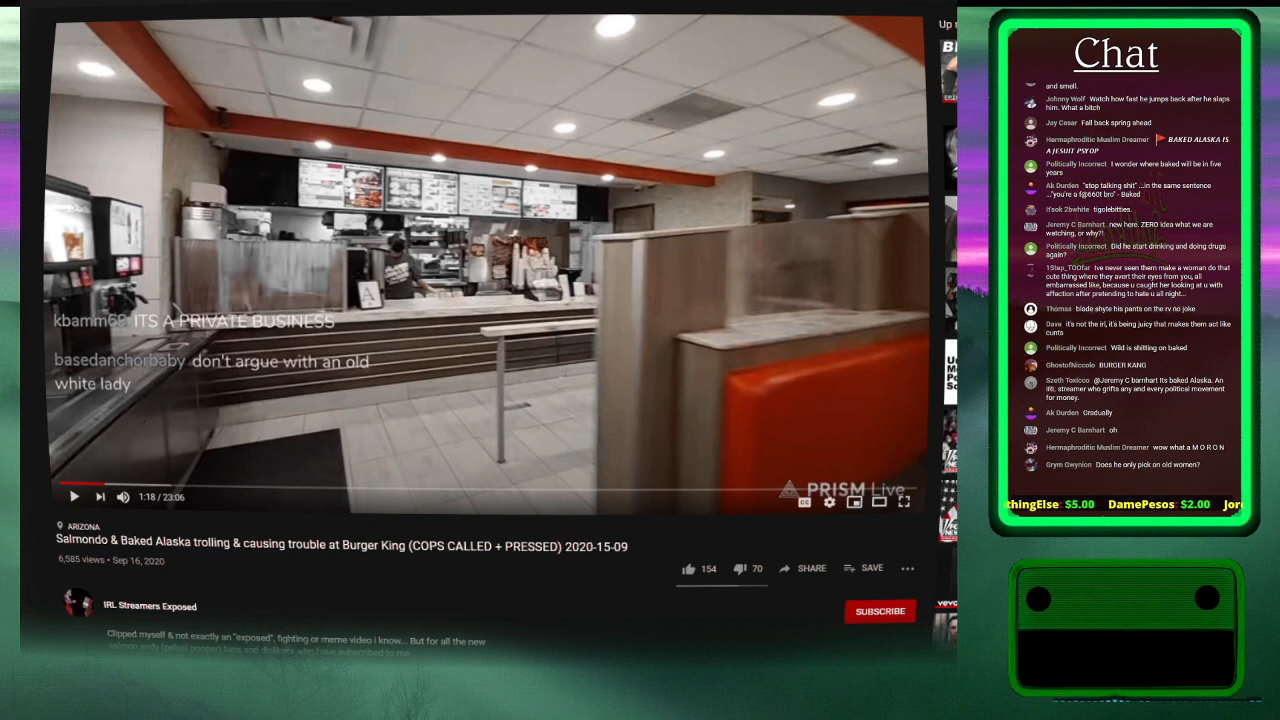 Up n
Chat
and smell.
Johnny Wolf Watch how fast he jumps back after he slaps
him. What a bitch
Jay Cesar Fall back spring ahead
Hermaphroditic Muslim Dreamer 🚩 BAKED ALASKA IS
A JESUIT PSYOP
Politically Incorrect I wonder where baked will be in five
years
Ak Durden "stop talking shit" ...in the same sentence
..."you're a f@660t bro" - Baked
It'sok 2bwhite tigolebitties.
Jeremy C Barnhart new here. ZERO idea what we are
watching, or why?!
Politically Incorrect Did he start drinking and doing drugs
again?
1Step_TOOfar Ive never seen them make a woman do that
cute thing where they avert their eyes from you, all
embarrassed like, because u caught her looking at u with
affection after pretending to hate u all night...
Thomas blade shyte his pants on the rv no joke
Dave it's not the irl, it's being juicy that makes them act like
cunts
Politically Incorrect Wild is shitting on baked
GhostofNiccolo BURGER KANG
Szeth Toxicco @Jeremy C barnhart Its baked Alaska. An
IRL streamer who grifts any and every political movement
for money.
Ak Durden Gradually
Jeremy C Barnhart oh
Hermaphroditic Muslim Dreamer wow what a M O R O N
Grym Gwynion Does he only pick on old women?
thingElse: $5.00 DamePesos: $2.00 Jor
kbamm69 ITS A PRIVATE BUSINESS
basedanchorbaby don't argue with an old
white lady
A
PRISM Live
1:18 / 23:06
CC
ARIZONA
Salmondo & Baked Alaska trolling & causing trouble at Burger King (COPS CALLED + PRESSED) 2020-15-09
6,585 views • Sep 16, 2020
154 70 SHARE SAVE
IRL Streamers Exposed
SUBSCRIBE
Clipped myself & not exactly an "exposed", fighting or meme video i know... But for all the new
vevo